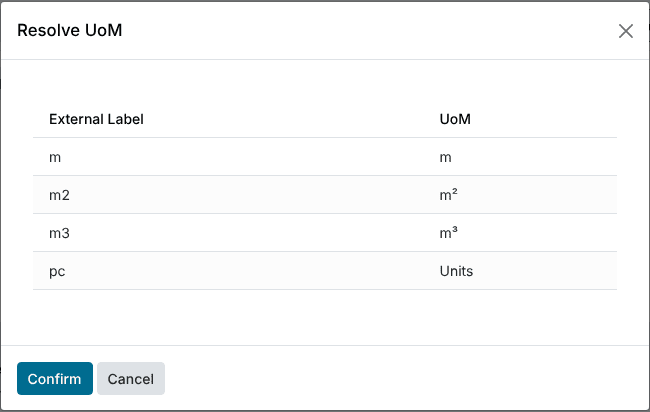 Resolve UoM
External Label UoM
m m
m2 m²
m3 m³
pc Units
Confirm Cancel